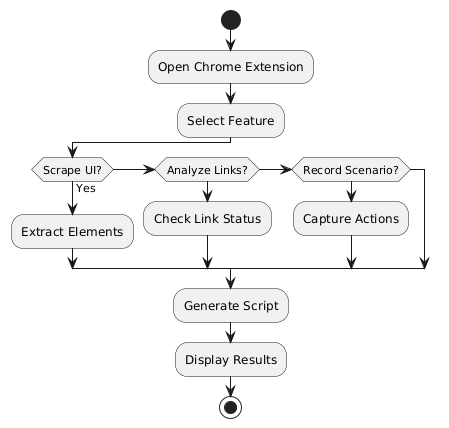 Open Chrome Extension
Select Feature
Scrape UI?
Analyze Links?
Record Scenario?
Yes
Extract Elements
Check Link Status
Capture Actions
Generate Script
Display Results